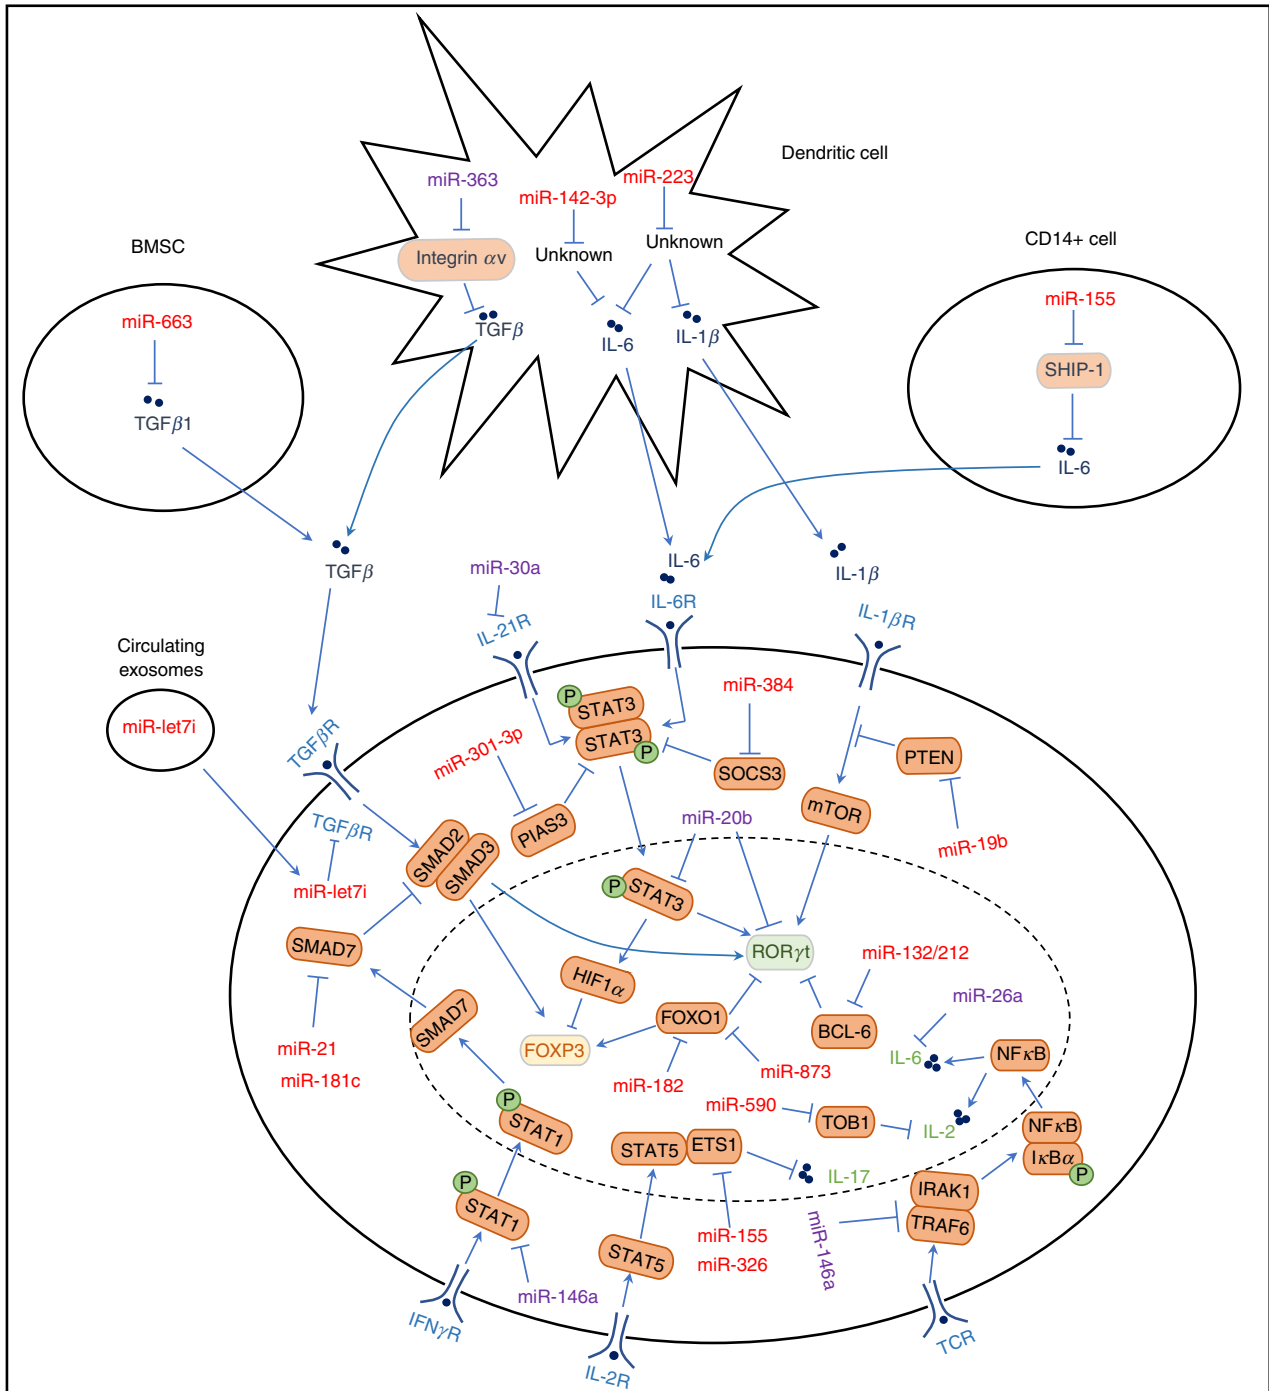 Dendritic cell
miR-363
miR-142-3p
miR-223
Integrin αv
Unknown
Unknown
TGFβ
IL-6
IL-1β
BMSC
miR-663
TGFβ1
CD14+ cell
miR-155
SHIP-1
IL-6
TGFβ
miR-30a
IL-6
IL-1β
IL-21R
IL-6R
IL-1βR
Circulating
exosomes
miR-let7i
TGFβR
TGFβR
miR-let7i
P
STAT3
STAT3
P
miR-384
SOCS3
miR-301-3p
PIAS3
PTEN
mTOR
miR-19b
miR-20b
SMAD2
SMAD3
P
STAT3
SMAD7
RORγt
HIF1α
miR-132/212
BCL-6
miR-26a
SMAD7
FOXO1
FOXP3
miR-21
miR-181c
miR-182
miR-873
IL-6
NFκB
miR-590
TOB1
IL-2
P
STAT1
STAT5
ETS1
NFκB
IκBα
P
IL-17
P
STAT1
IRAK1
TRAF6
miR-155
miR-326
miR-146a
STAT5
miR-146a
IFNγR
IL-2R
TCR